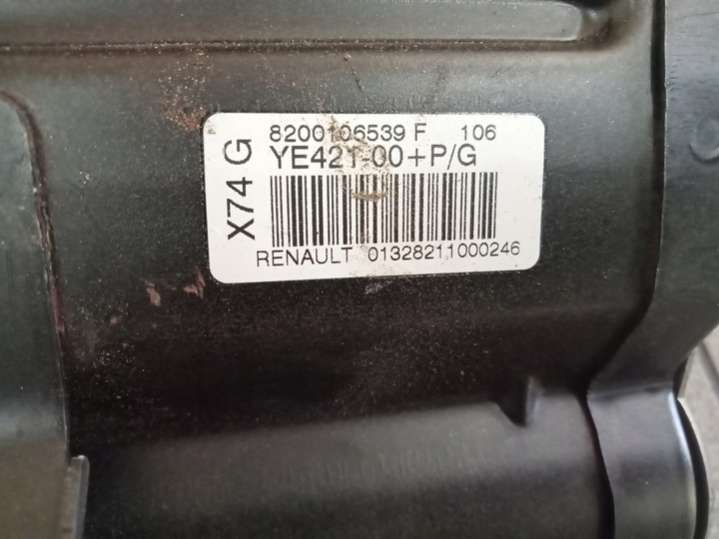 X74 G
8200106539 F 106
YE421-00+P/G
RENAULT 01328211000246